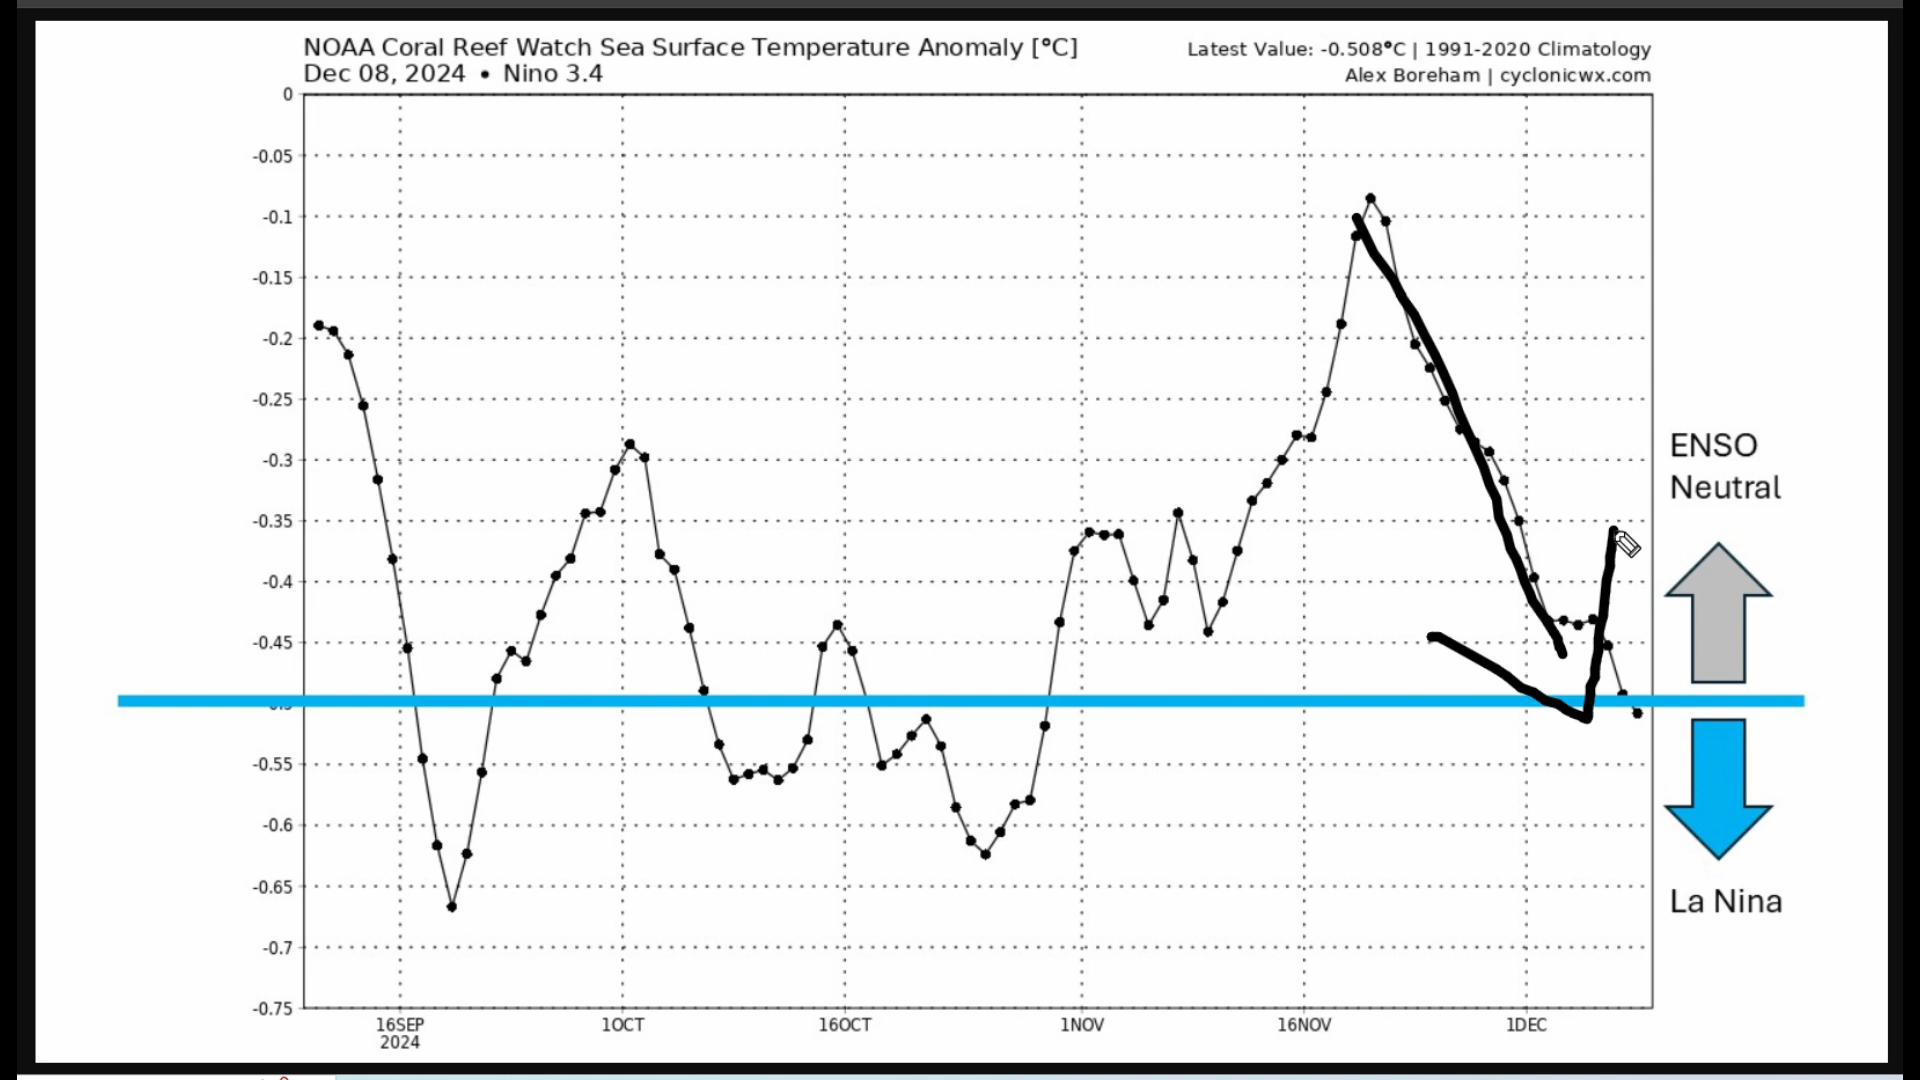 NOAA Coral Reef Watch Sea Surface Temperature Anomaly [°C]
Dec 08, 2024 • Nino 3.4
Latest Value: -0.508°C | 1991-2020 Climatology
Alex Boreham | cyclonicwx.com
0
-0.05
-0.1
-0.15
-0.2
-0.25
-0.3
-0.35
-0.4
-0.45
-0.55
-0.6
-0.65
-0.7
-0.75
16SEP
2024
1OCT
16OCT
1NOV
16NOV
1DEC
ENSO
Neutral
La Nina